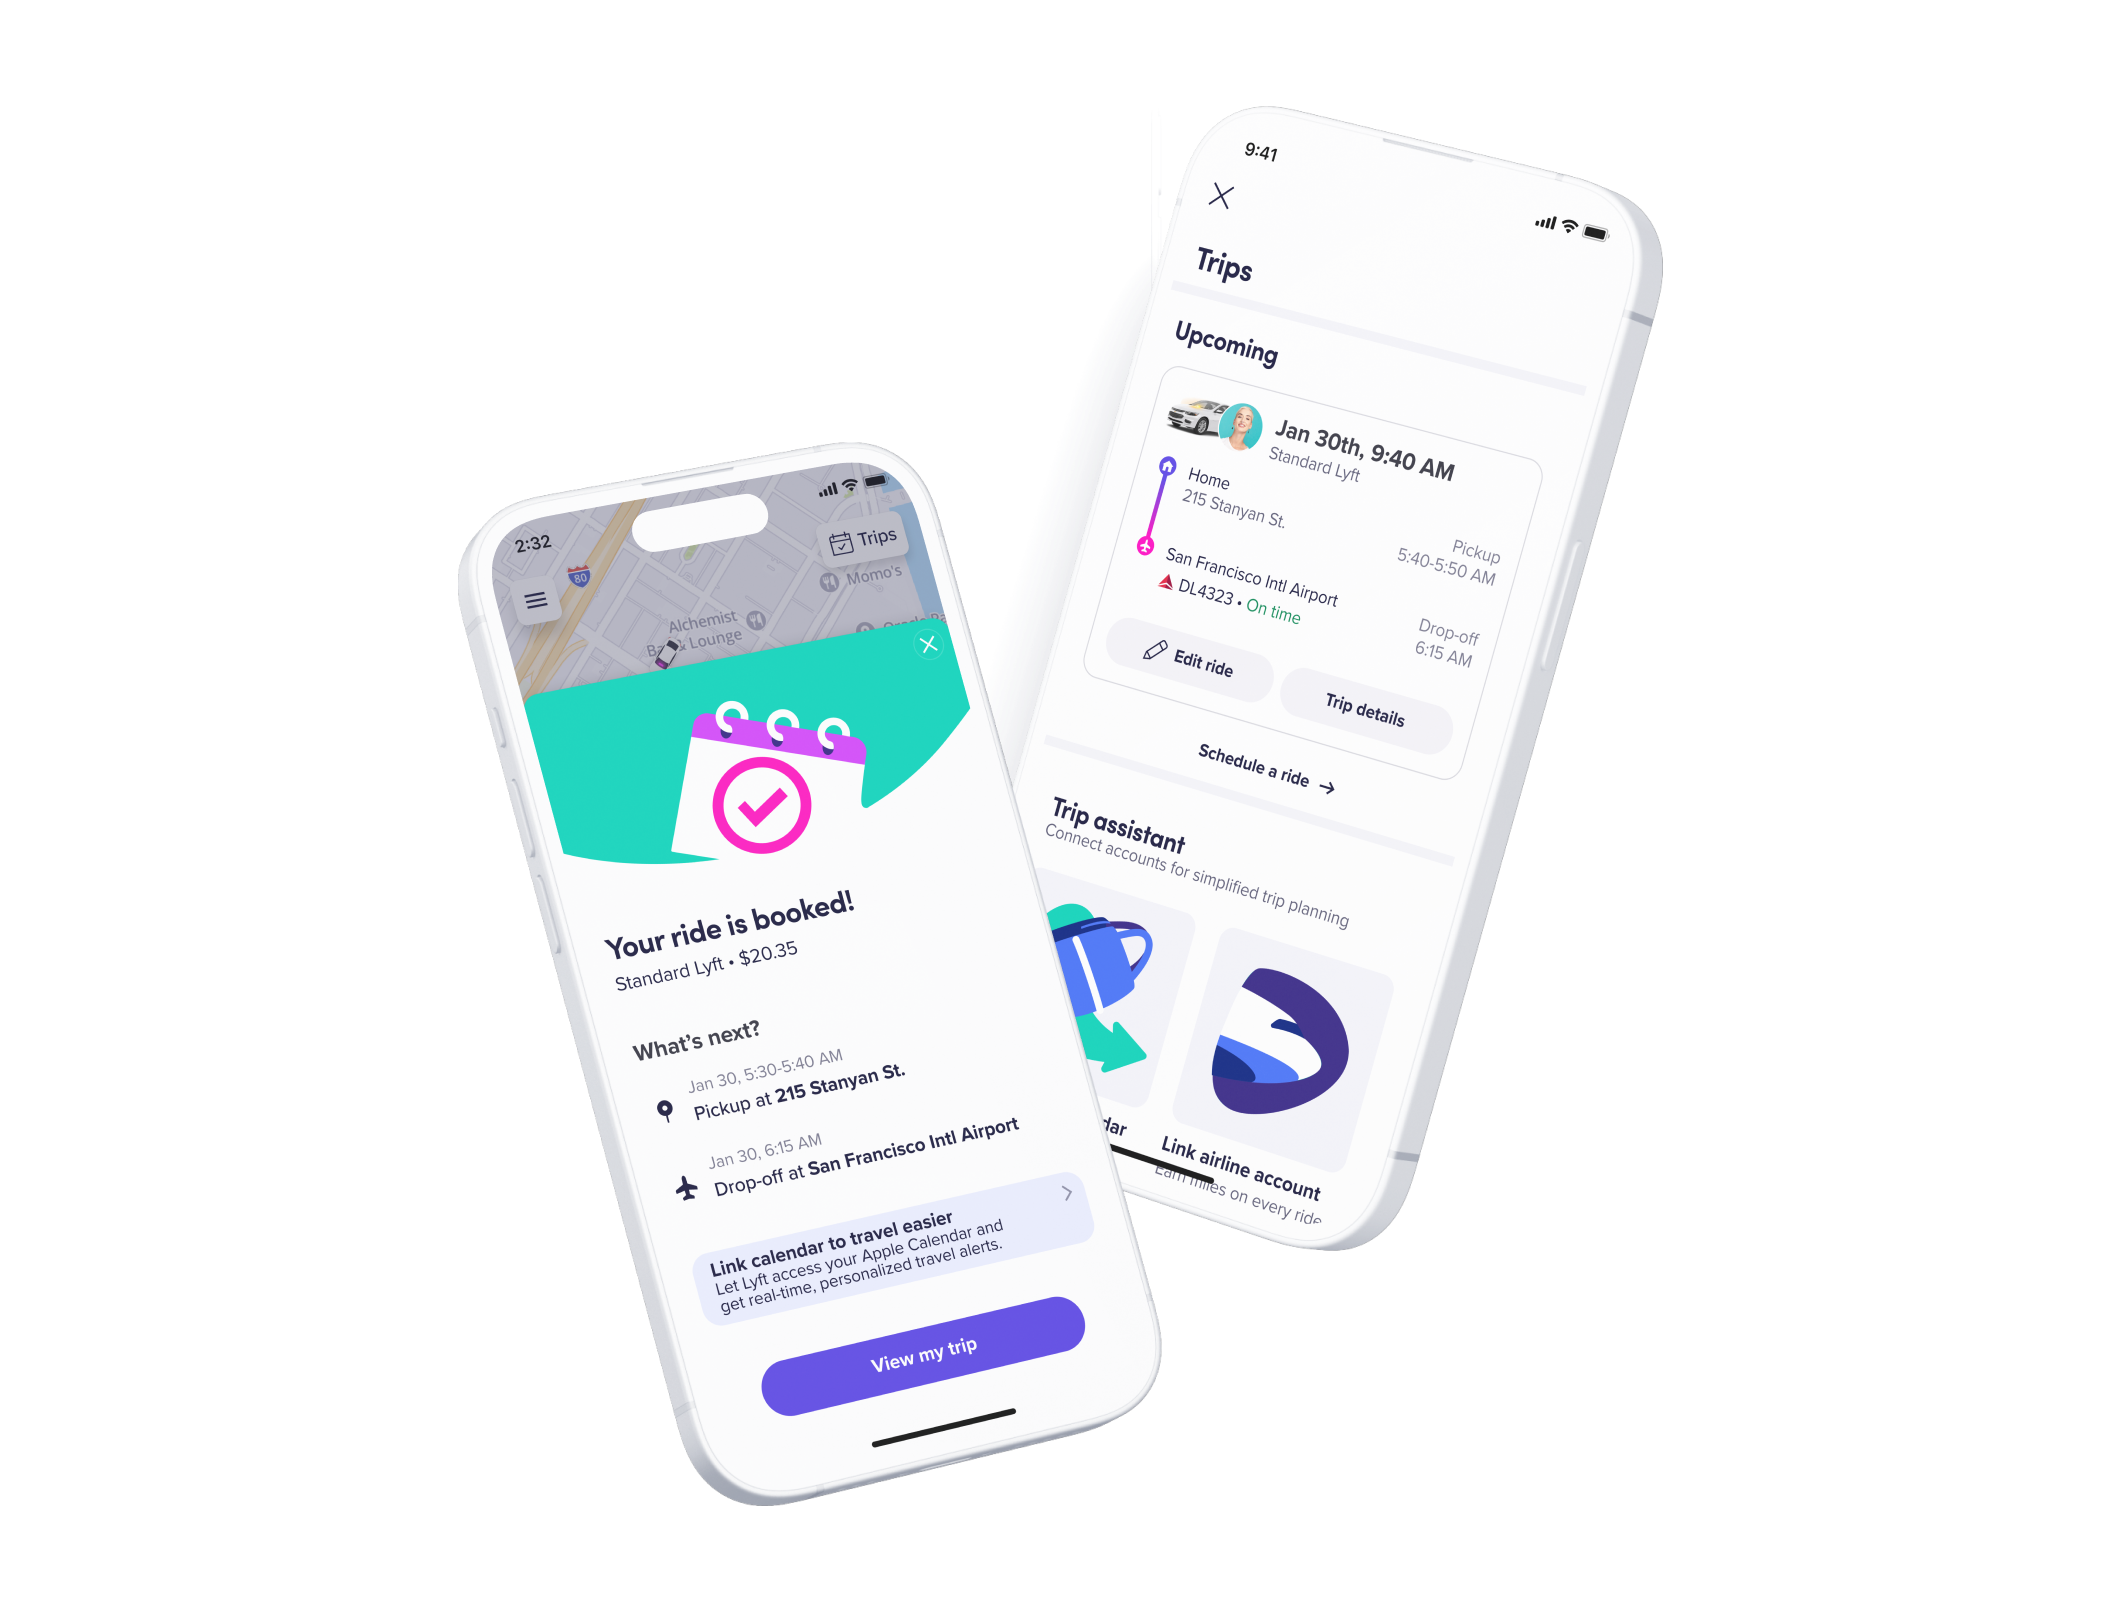 2:32
Trips
80
Momo's
Alchemist
& Lounge
Your ride is booked!
Standard Lyft • $20.35
What's next?
Jan 30, 5:30-5:40 AM
Pickup at 215 Stanyan St.
Jan 30, 6:15 AM
Drop-off at San Francisco Intl Airport
Link calendar to travel easier
Let Lyft access your Apple Calendar and
get real-time, personalized travel alerts.
View my trip
9:41
Trips
Upcoming
Jan 30th, 9:40 AM
Standard Lyft
Home
215 Stanyan St.
Pickup
5:40-5:50 AM
San Francisco Intl Airport
DL4323 • On time
Drop-off
6:15 AM
Edit ride
Trip details
Schedule a ride →
Trip assistant
Connect accounts for simplified trip planning
dar
Link airline account
Earn miles on every ride